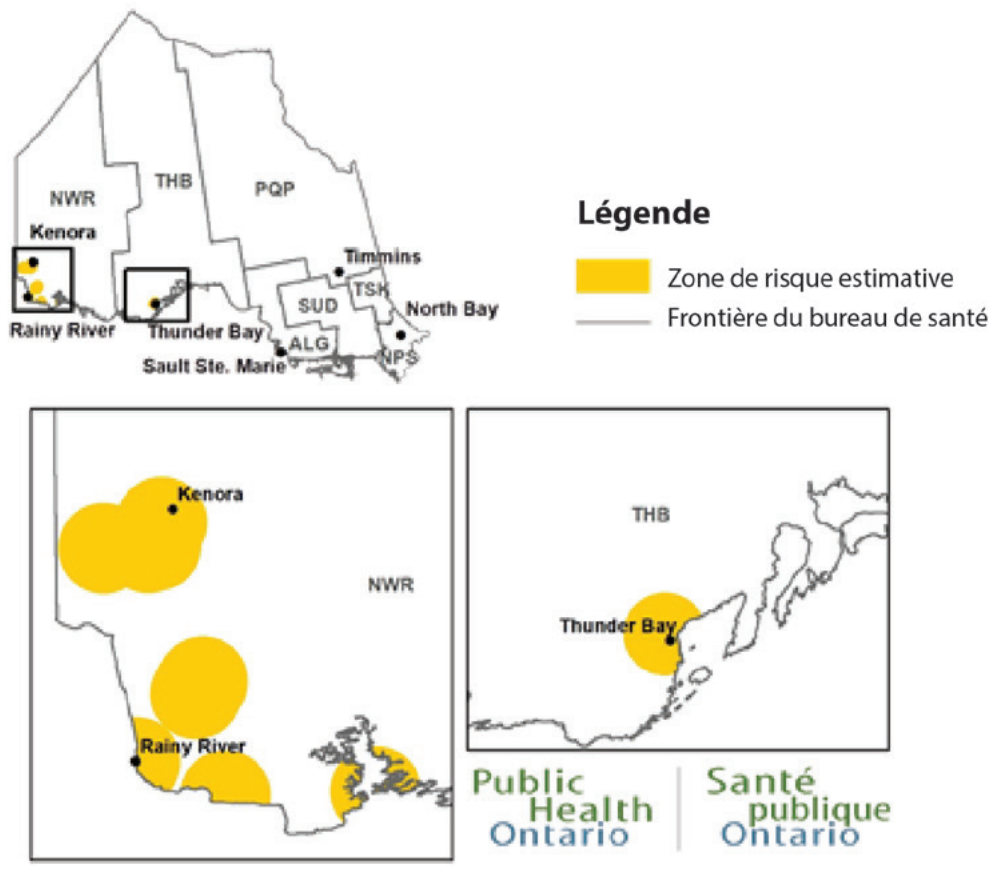 THB
PQP
NWR
Kenora
Timmins
TSK
SUD
North Bay
Rainy River
Thunder Bay
ALG
NPS
Sault Ste. Marie
Légende
Zone de risque estimative
Frontière du bureau de santé
Kenora
NWR
Rainy River
THB
Thunder Bay
Public
Health
Ontario
Santé
publique
Ontario